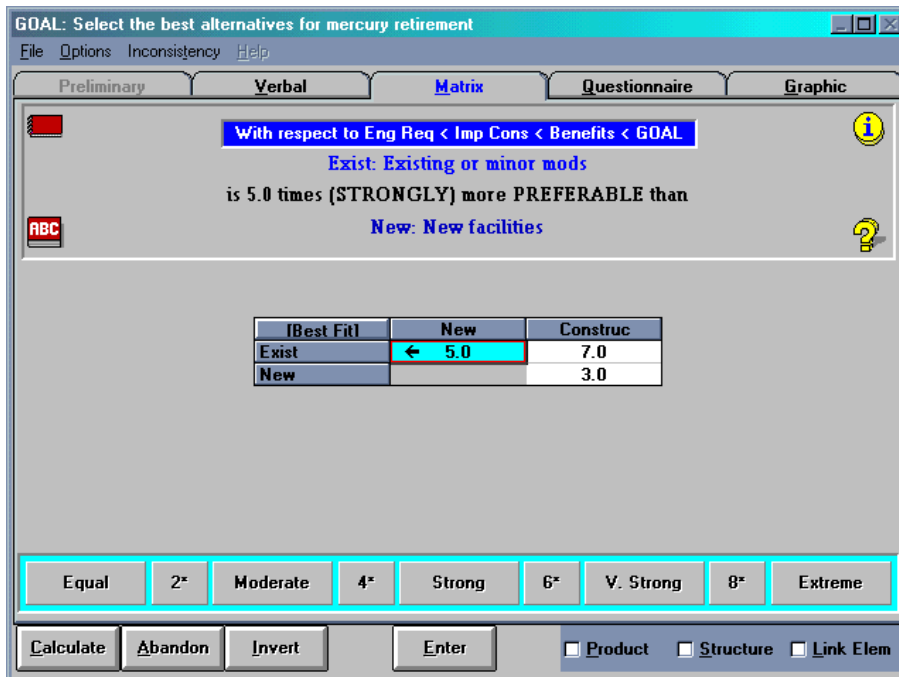 GOAL: Select the best alternatives for mercury retirement
File Options Inconsistency Help
Preliminary Verbal Matrix Questionnaire Graphic
With respect to Eng Req < Imp Cons < Benefits < GOAL
Exist: Existing or minor mods
is 5.0 times (STRONGLY) more PREFERABLE than
ABC New: New facilities
[Best Fit] New Construc
Exist 5.0 7.0
New 3.0
Equal 2* Moderate 4* Strong 6* V. Strong 8* Extreme
Calculate Abandon Invert Enter Product Structure Link Elem